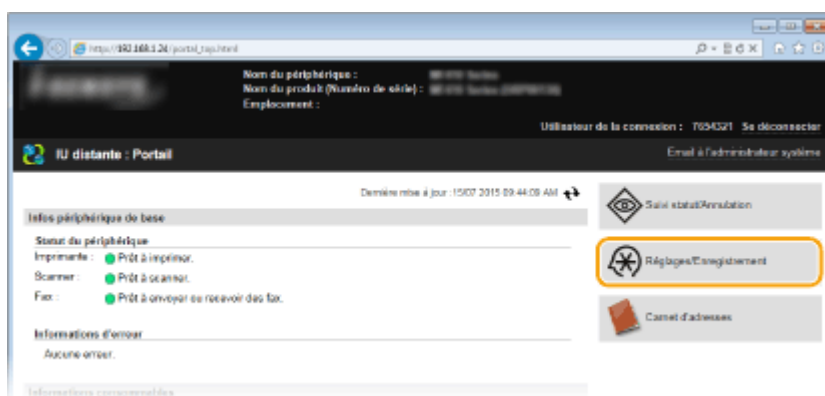 http://192.168.1.24/portal_top.html
Nom du périphérique :
Nom du produit (Numéro de série) :
Emplacement :
Utilisateur de la connexion : 7654321 Se déconnecter
IU distante : Portail
Email à l'administrateur système
Dernière mise à jour :15/07 2015 09:44:09 AM
Infos périphérique de base
Statut du périphérique
Imprimante : Prêt à imprimer.
Scanner : Prêt à scanner.
Fax : Prêt à envoyer ou recevoir des fax.
Informations d'erreur
Aucune erreur.
Informations consommables
Suivi statut/Annulation
Réglages/Enregistrement
Carnet d'adresses